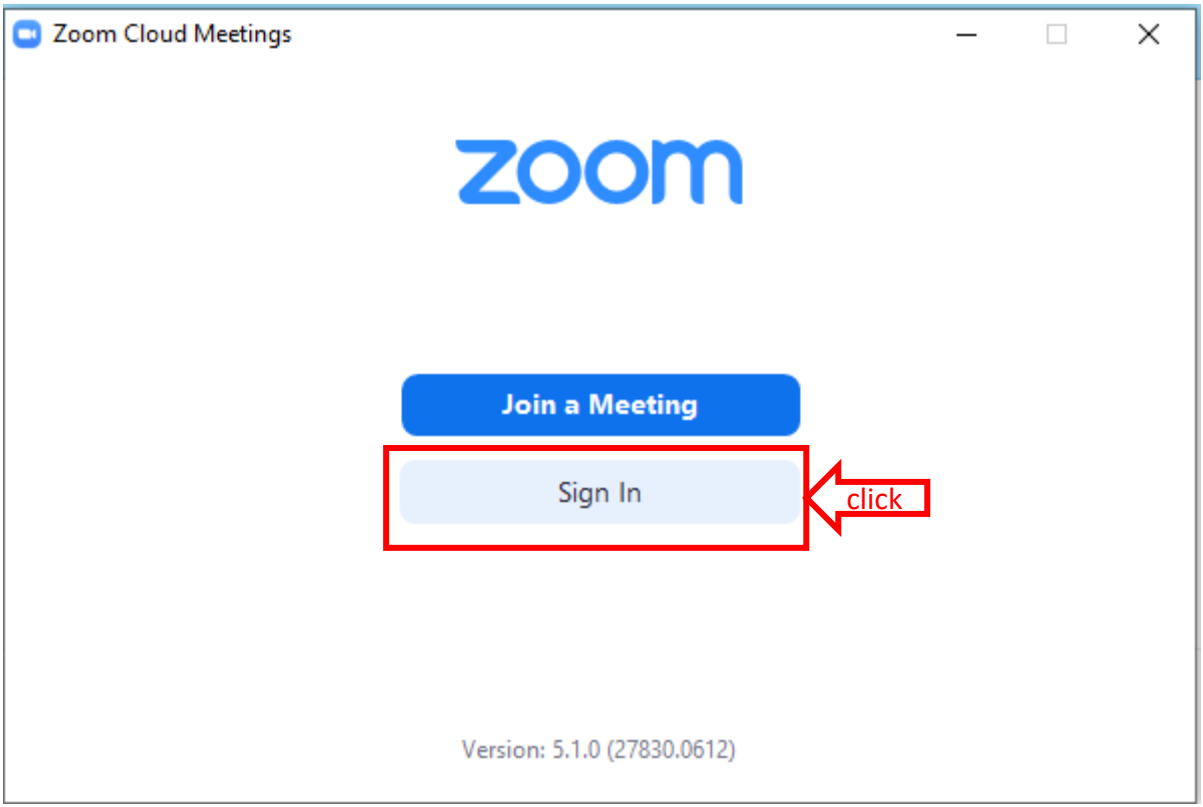 Zoom Cloud Meetings
zoom
Join a Meeting
Sign In
click
Version: 5.1.0 (27830.0612)